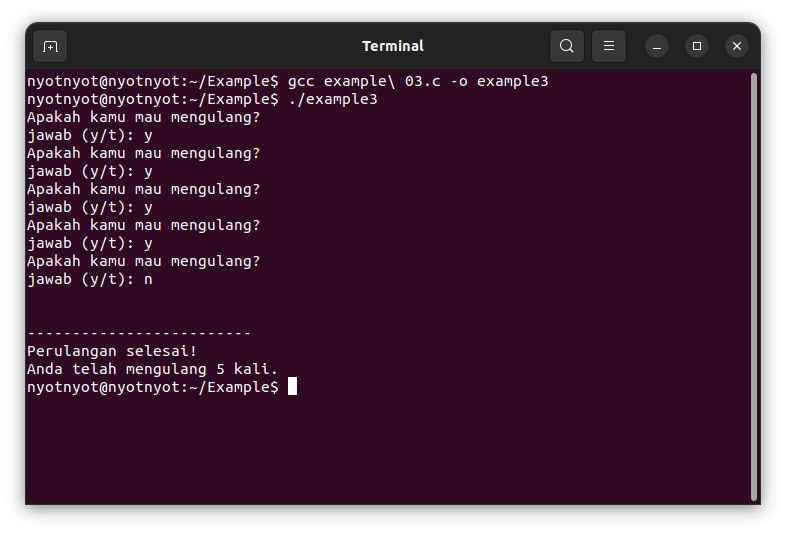 Terminal
nyotnyot@nyotnyot:~/Example$ gcc example\ 03.c -o example3
nyotnyot@nyotnyot:~/Example$ ./example3
Apakah kamu mau mengulang?
jawab (y/t): y
Apakah kamu mau mengulang?
jawab (y/t): y
Apakah kamu mau mengulang?
jawab (y/t): y
Apakah kamu mau mengulang?
jawab (y/t): y
Apakah kamu mau mengulang?
jawab (y/t): n
-------------------------
Perulangan selesai!
Anda telah mengulang 5 kali.
nyotnyot@nyotnyot:~/Example$